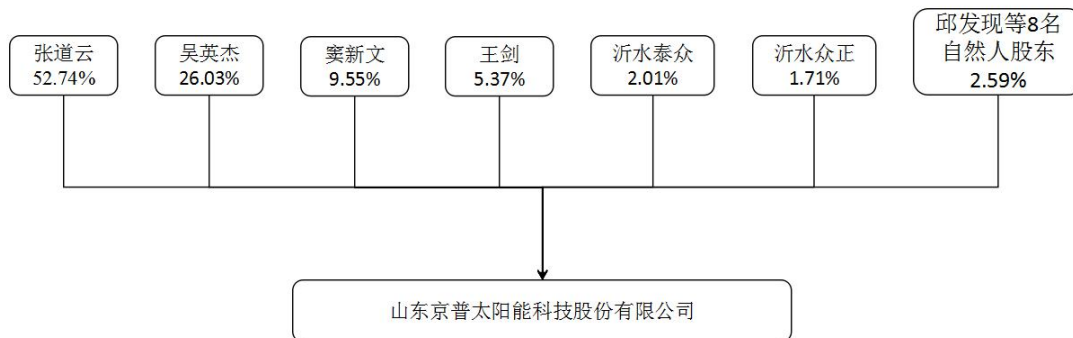 张道云
52.74%
吴英杰
26.03%
窦新文
9.55%
王剑
5.37%
沂水泰众
2.01%
沂水众正
1.71%
邱发现等8名
自然人股东
2.59%
山东京普太阳能科技股份有限公司